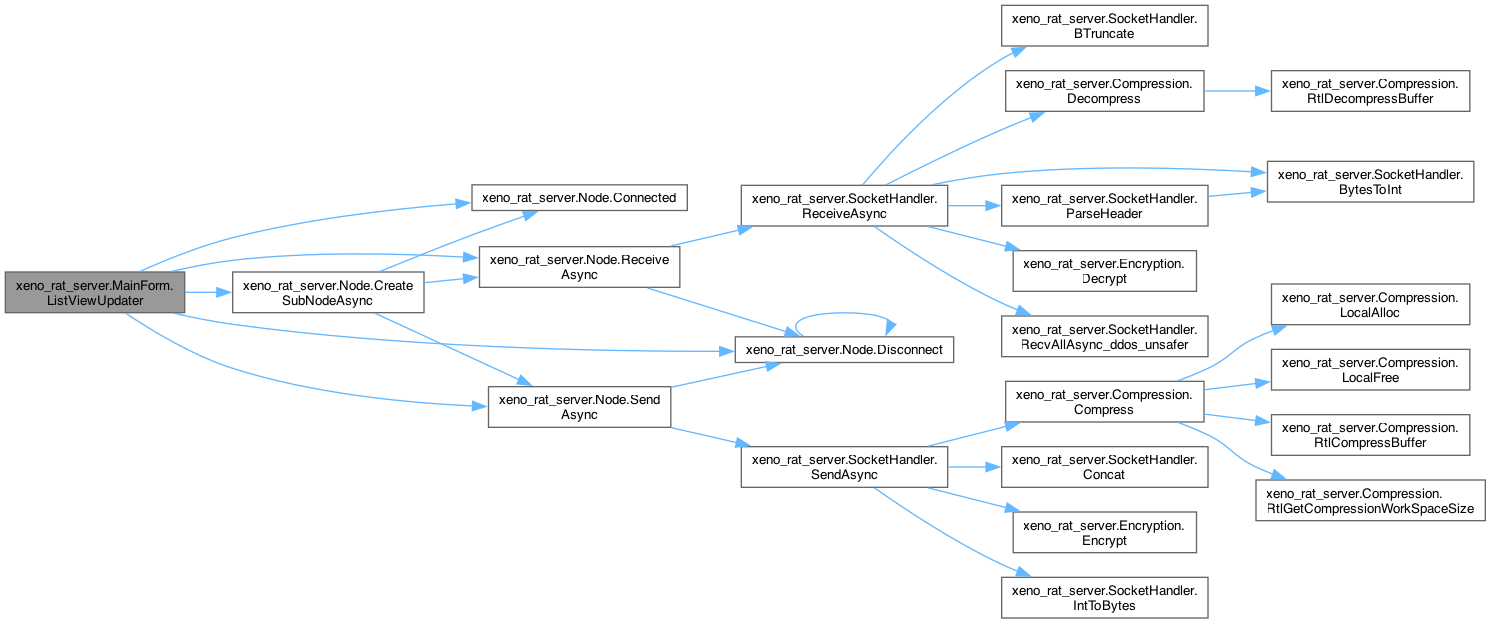 xeno_rat_server.MainForm.
ListViewUpdater
xeno_rat_server.Node.Connected
xeno_rat_server.Node.Create
SubNodeAsync
xeno_rat_server.Node.Receive
Async
xeno_rat_server.Node.Disconnect
xeno_rat_server.Node.Send
Async
xeno_rat_server.SocketHandler.
ReceiveAsync
xeno_rat_server.SocketHandler.
SendAsync
xeno_rat_server.SocketHandler.
BTruncate
xeno_rat_server.Compression.
Decompress
xeno_rat_server.SocketHandler.
ParseHeader
xeno_rat_server.Encryption.
Decrypt
xeno_rat_server.SocketHandler.
RecvAllAsync_ddos_unsafer
xeno_rat_server.Compression.
Compress
xeno_rat_server.SocketHandler.
Concat
xeno_rat_server.Encryption.
Encrypt
xeno_rat_server.SocketHandler.
IntToBytes
xeno_rat_server.Compression.
RtlDecompressBuffer
xeno_rat_server.SocketHandler.
BytesToInt
xeno_rat_server.Compression.
LocalAlloc
xeno_rat_server.Compression.
LocalFree
xeno_rat_server.Compression.
RtlCompressBuffer
xeno_rat_server.Compression.
RtlGetCompressionWorkSpaceSize